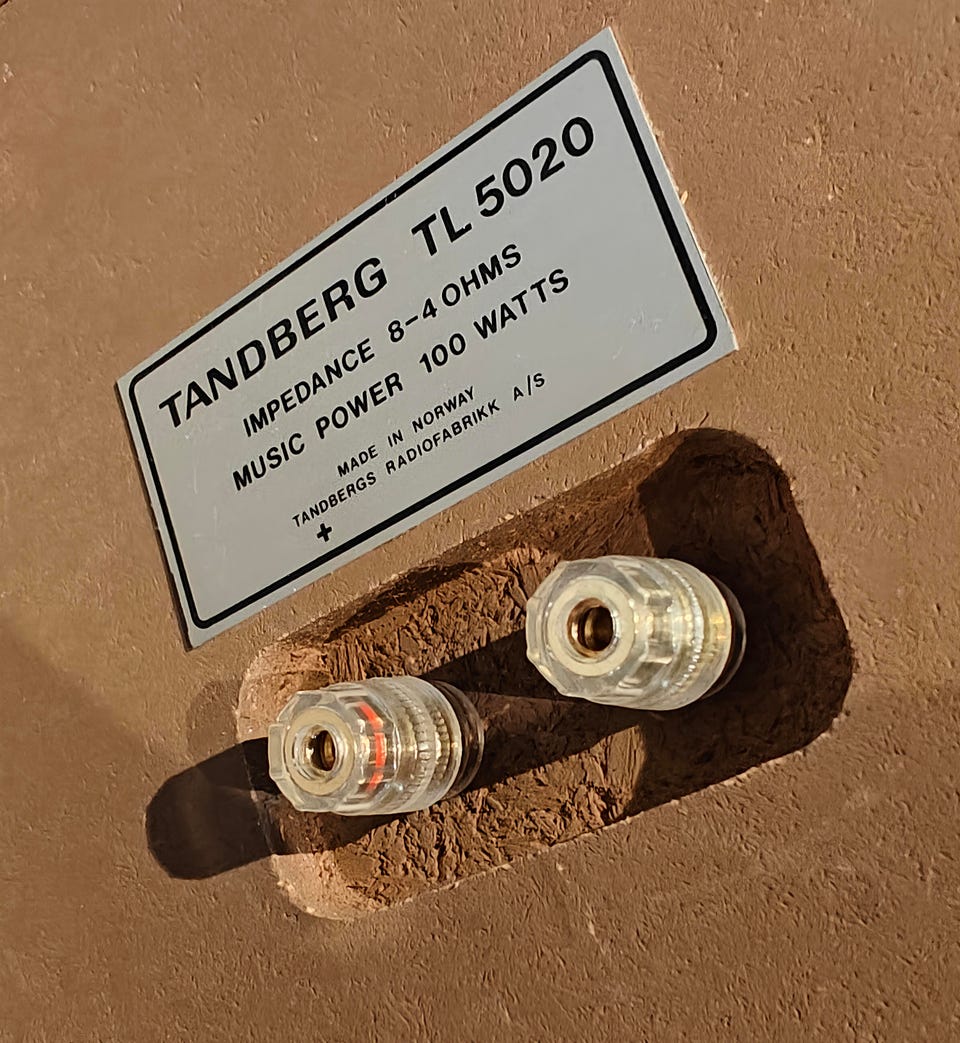 TANDBERG TL 5020
IMPEDANCE 8-4 OHMS
MUSIC POWER 100 WATTS
MADE IN NORWAY
TANDBERGS RADIOFABRIKK A/S
+